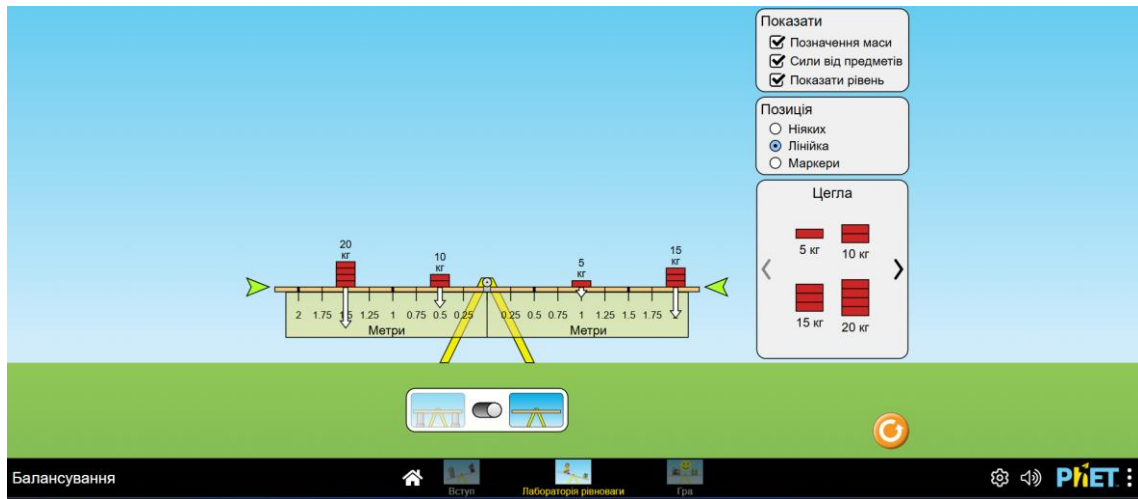 Показати
Позначення маси
Сили від предметів
Показати рівень
Позиція
Ніяких
Лінійка
Маркери
Цегла
5 кг
10 кг
15 кг
20 кг
20
кг
10
кг
5
кг
15
кг
2 1.75 1.25 1 0.75 0.5 0.25 0.25 0.5 0.75 1 1.25 1.5 1.75
Метри Метри
Балансування
Вступ
Лабораторія рівноваги
Гра
PhET